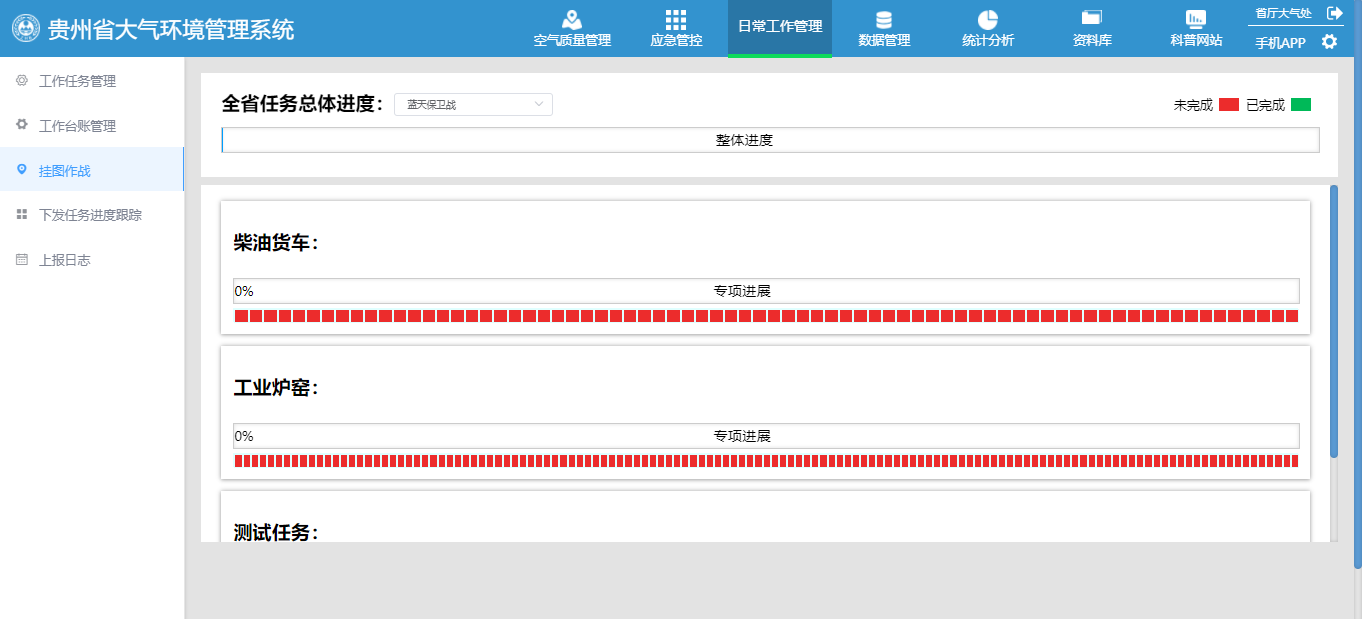 贵州省大气环境管理系统
空气质量管理
应急管控
日常工作管理
数据管理
统计分析
资料库
科普网站
省厅大气处
手机APP
工作任务管理
工作台账管理
挂图作战
下发任务进度跟踪
上报日志
全省任务总体进度：
蓝天保卫战
未完成
已完成
整体进度
柴油货车：
0%
专项进展
工业炉窑：
0%
专项进展
测试任务：